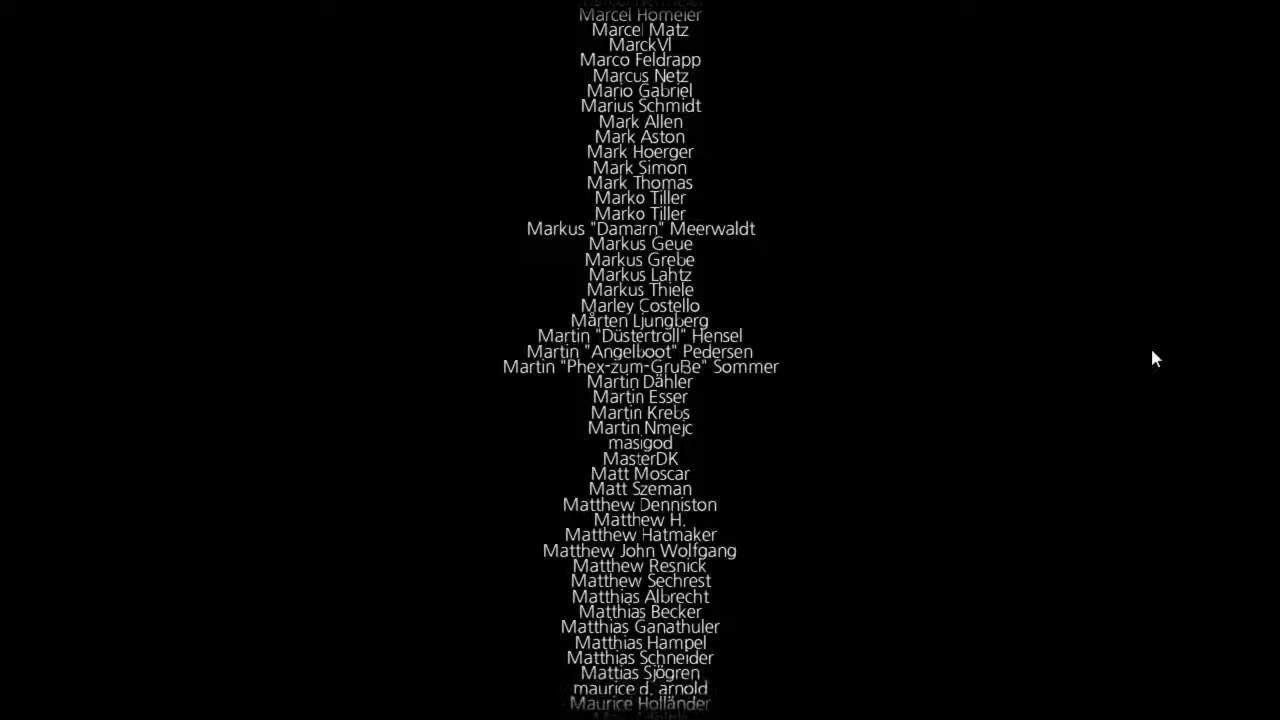 Marcel Homeier
Marcel Matz
MarckVI
Marco Feldrapp
Marcus Netz
Mario Gabriel
Marius Schmidt
Mark Allen
Mark Aston
Mark Hoerger
Mark Simon
Mark Thomas
Marko Tiller
Marko Tiller
Markus "Damarn" Meerwaldt
Markus Geue
Markus Grebe
Markus Lahtz
Markus Thiele
Marley Costello
Mårten Ljungberg
Martin "Düstertroll" Hensel
Martin "Angelboot" Pedersen
Martin "Phex-zum-Gruße" Sommer
Martin Dähler
Martin Esser
Martin Krebs
Martin Nmejc
masigod
MasterDK
Matt Moscar
Matt Szeman
Matthew Denniston
Matthew H.
Matthew Hatmaker
Matthew John Wolfgang
Matthew Resnick
Matthew Sechrest
Matthias Albrecht
Matthias Becker
Matthias Ganathuler
Matthias Hampel
Matthias Schneider
Mattias Sjögren
maurice d. arnold
Maurice Holländer